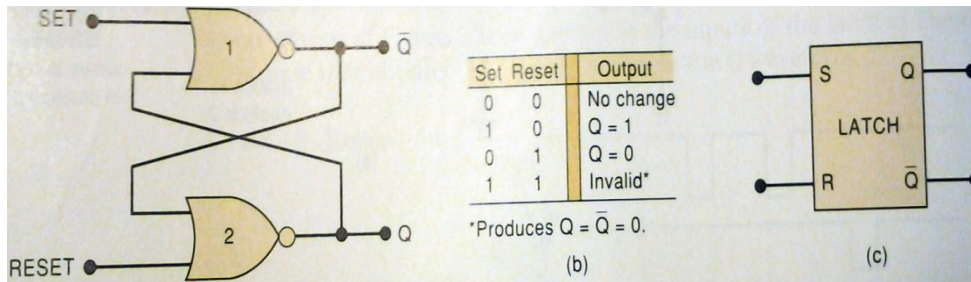 SET
1
Q̅
2
Q
RESET
Set Reset Output
0 0 No change
1 0 Q = 1
0 1 Q = 0
1 1 Invalid*
*Produces Q = Q̅ = 0.
(b)
S Q
LATCH
R Q̅
(c)